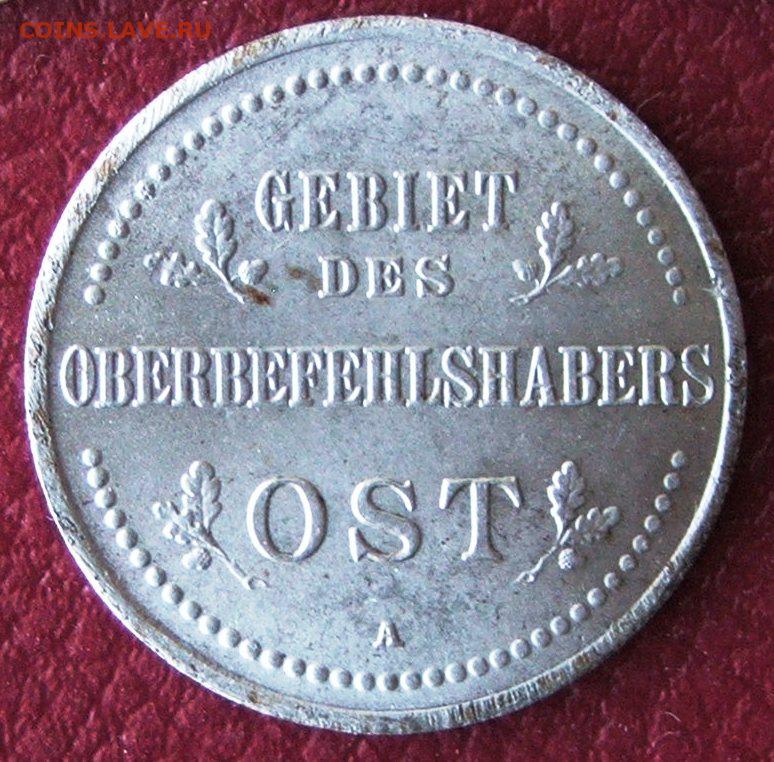 COINS.LAVE.RU
GEBIET
DES
OBERBEFEHLSHABERS
OST
A